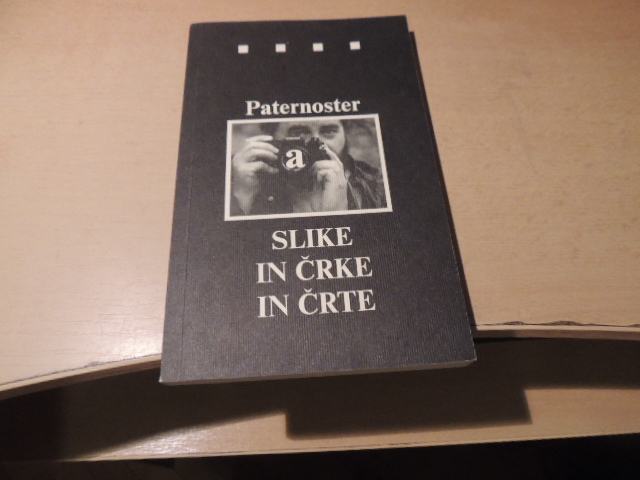 Paternoster
a
SLIKE
IN ČRKE
IN ČRTE